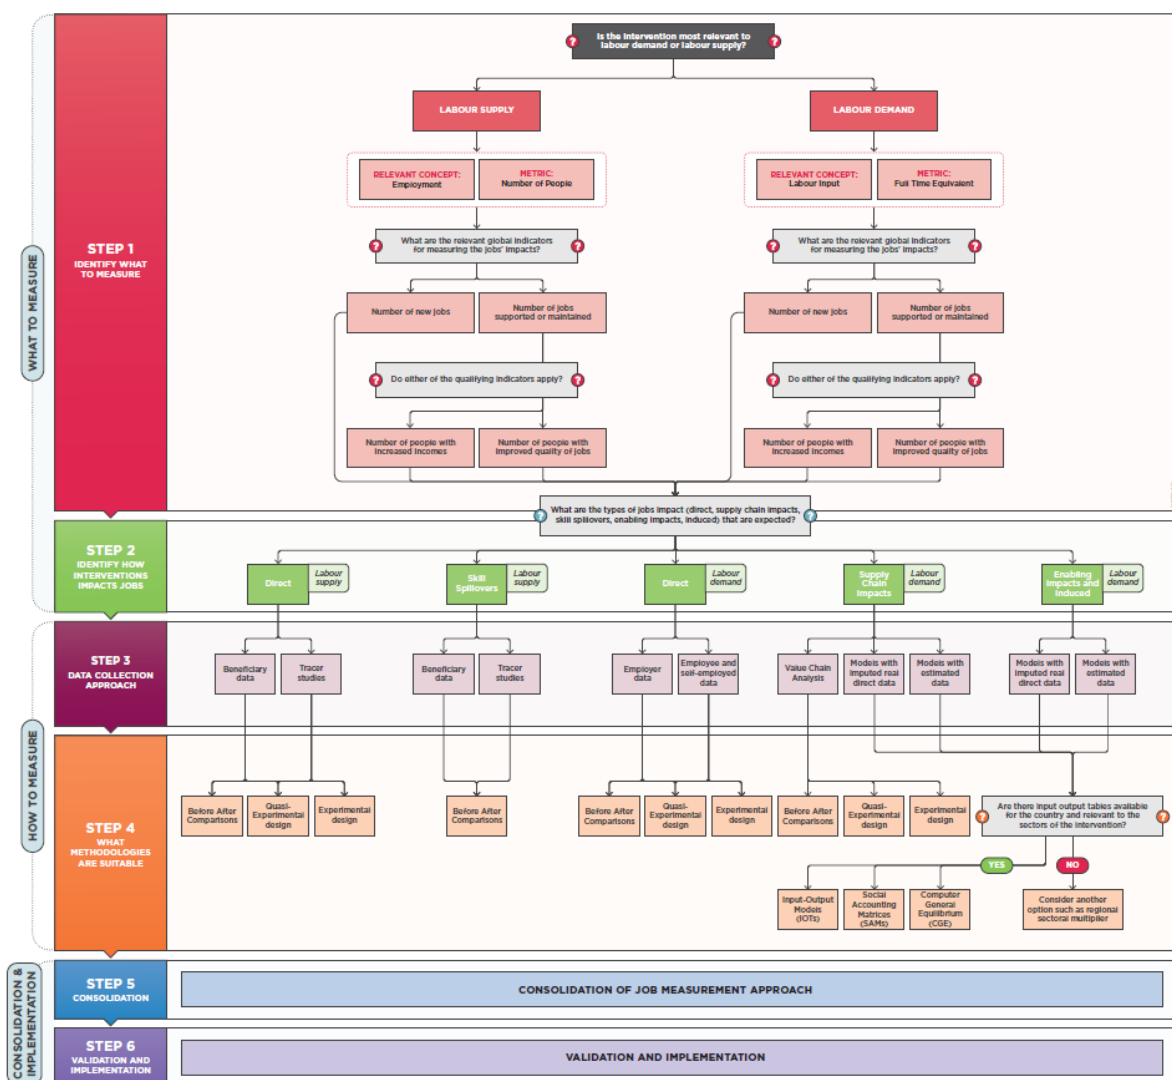 Is the intervention most relevant to
labour demand or labour supply?
LABOUR SUPPLY
LABOUR DEMAND
RELEVANT CONCEPT:
Employment
METRIC:
Number of People
RELEVANT CONCEPT:
Labour Input
METRIC:
Full Time Equivalent
WHAT TO MEASURE
STEP 1
IDENTIFY WHAT
TO MEASURE
What are the relevant global indicators
for measuring the jobs' impacts?
What are the relevant global indicators
for measuring the jobs' impacts?
Number of new jobs
Number of jobs
supported or maintained
Number of new jobs
Number of jobs
supported or maintained
Do either of the qualifying indicators apply?
Do either of the qualifying indicators apply?
Number of people with
increased incomes
Number of people with
improved quality of jobs
Number of people with
increased incomes
Number of people with
improved quality of jobs
What are the types of jobs impact (direct, supply chain impacts,
skill spillovers, enabling impacts, induced) that are expected?
STEP 2
IDENTIFY HOW
INTERVENTIONS
IMPACTS JOBS
Direct
Labour
supply
Skill
Spillovers
Labour
supply
Direct
Labour
demand
Supply
Chain
Impacts
Labour
demand
Enabling
Impacts and
Induced
Labour
demand
HOW TO MEASURE
STEP 3
DATA COLLECTION
APPROACH
Beneficiary
data
Tracer
studies
Beneficiary
data
Tracer
studies
Employer
data
Employee and
self-employed
data
Value Chain
Analysis
Models with
imputed real
direct data
Models with
estimated
data
Models with
imputed real
direct data
Models with
estimated
data
STEP 4
WHAT
METHODOLOGIES
ARE SUITABLE
Before After
Comparisons
Quasi-
Experimental
design
Experimental
design
Before After
Comparisons
Before After
Comparisons
Quasi-
Experimental
design
Experimental
design
Before After
Comparisons
Quasi-
Experimental
design
Experimental
design
Are there input output tables available
for the country and relevant to the
sectors of the intervention?
YES
NO
Input-Output
Models
(IOTs)
Social
Accounting
Matrices
(SAMs)
Computer
General
Equilibrium
(CGE)
Consider another
option such as regional
sectoral multiplier
CONSOLIDATION &
IMPLEMENTATION
STEP 5
CONSOLIDATION
CONSOLIDATION OF JOB MEASUREMENT APPROACH
STEP 6
VALIDATION AND
IMPLEMENTATION
VALIDATION AND IMPLEMENTATION